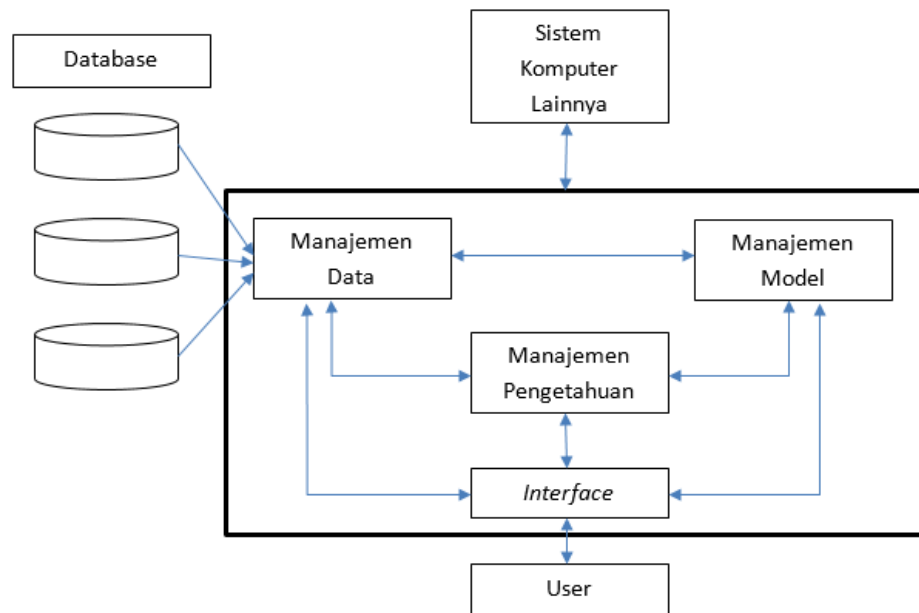 Database
Sistem
Komputer
Lainnya
Manajemen
Data
Manajemen
Model
Manajemen
Pengetahuan
Interface
User